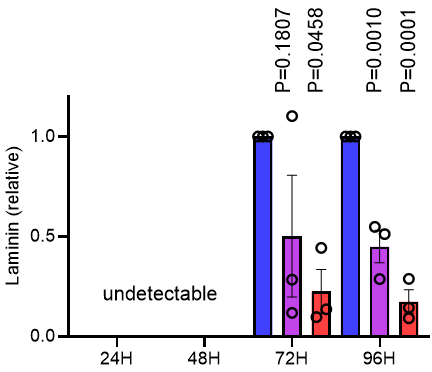 P=0.1807
P=0.0458
P=0.0010
P=0.0001
Laminin (relative)
1.0
0.5
0.0
undetectable
24H
48H
72H
96H